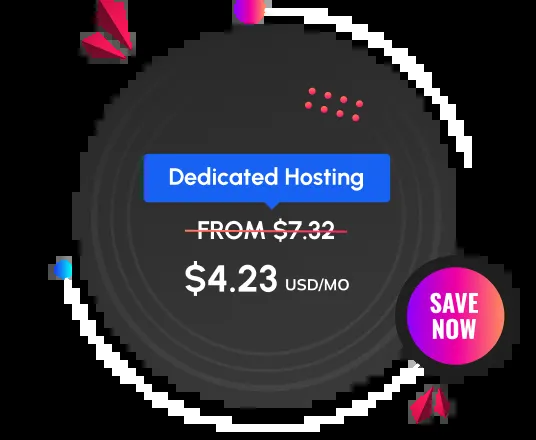 Dedicated Hosting
FROM $7.32
$4.23 USD/MO
SAVE
NOW